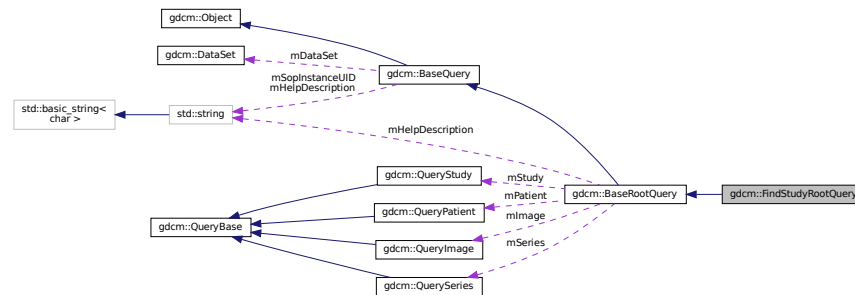 gdcm::Object
gdcm::DataSet
mDataSet
gdcm::BaseQuery
mSopInstanceUID
mHelpDescription
std::basic_string<
char >
std::string
mHelpDescription
gdcm::QueryStudy
mStudy
gdcm::BaseRootQuery
gdcm::FindStudyRootQuery
mPatient
gdcm::QueryPatient
mImage
gdcm::QueryBase
mSeries
gdcm::QueryImage
gdcm::QuerySeries